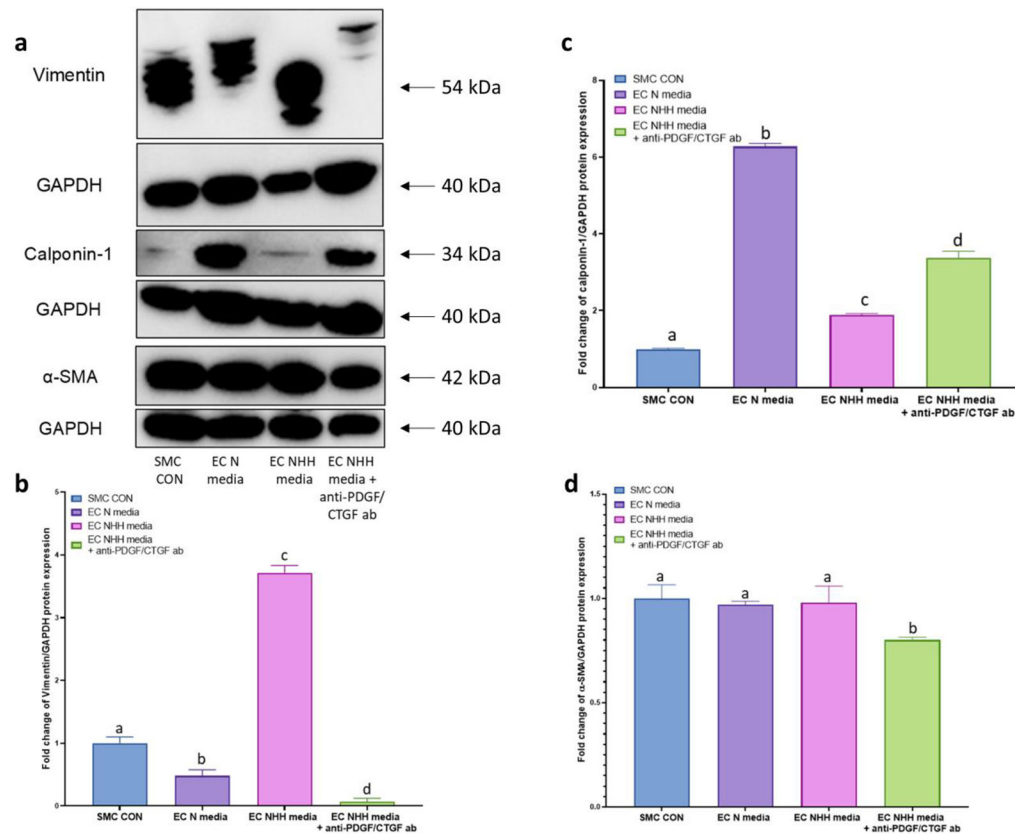 a
Vimentin
54 kDa
GAPDH
40 kDa
Calponin-1
34 kDa
GAPDH
40 kDa
α-SMA
42 kDa
GAPDH
40 kDa
SMC
CON
EC N
media
EC NHH
media
EC NHH
media +
anti-PDGF/
CTGF ab
b
Fold change of Vimentin/GAPDH protein expression
5
4
3
2
1
0
SMC CON
EC N media
EC NHH media
EC NHH media
+ anti-PDGF/CTGF ab
a
b
c
d
SMC CON
EC N media
EC NHH media
EC NHH media
+ anti-PDGF/CTGF ab
c
Fold change of calponin-1/GAPDH protein expression
8
6
4
2
0
SMC CON
EC N media
EC NHH media
EC NHH media
+ anti-PDGF/CTGF ab
a
b
c
d
SMC CON
EC N media
EC NHH media
EC NHH media
+ anti-PDGF/CTGF ab
d
Fold change of α-SMA/GAPDH protein expression
1.5
1.0
0.5
0.0
SMC CON
EC N media
EC NHH media
EC NHH media
+ anti-PDGF/CTGF ab
a
a
a
b
SMC CON
EC N media
EC NHH media
EC NHH media
+ anti-PDGF/CTGF ab